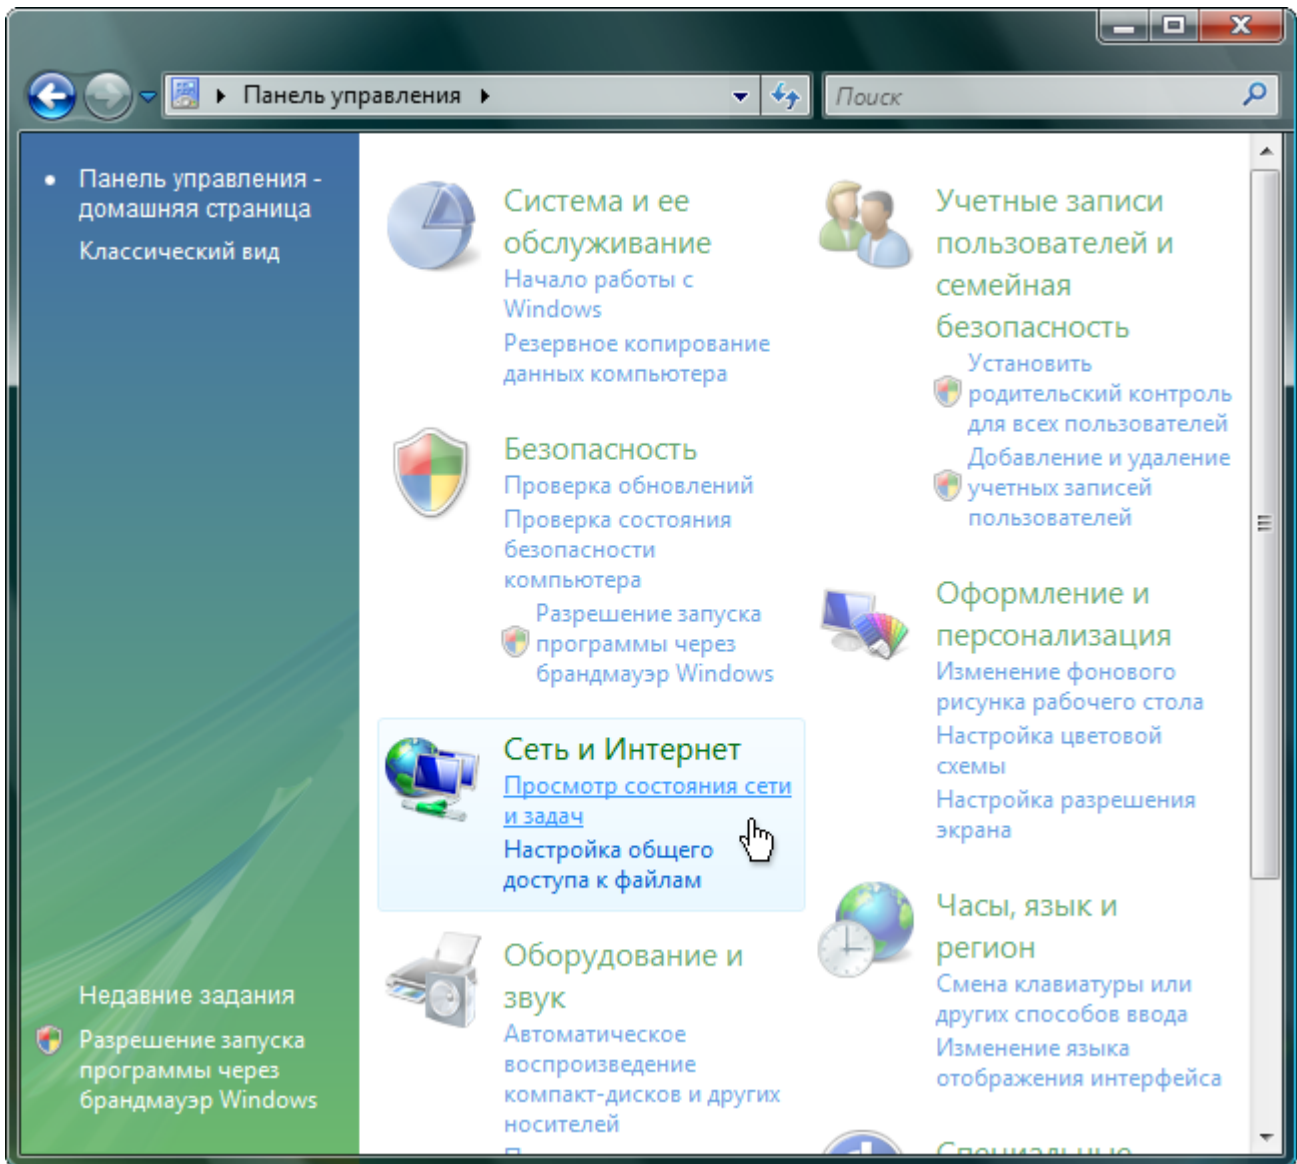 Панель управления
Поиск
Панель управления -
домашняя страница
Классический вид
Недавние задания
Разрешение запуска
программы через
брандмауэр Windows
Система и ее
обслуживание
Начало работы с
Windows
Резервное копирование
данных компьютера
Безопасность
Проверка обновлений
Проверка состояния
безопасности
компьютера
Разрешение запуска
программы через
брандмауэр Windows
Сеть и Интернет
Просмотр состояния сети
и задач
Настройка общего
доступа к файлам
Оборудование и
звук
Автоматическое
воспроизведение
компакт-дисков и других
носителей
Учетные записи
пользователей и
семейная
безопасность
Установить
родительский контроль
для всех пользователей
Добавление и удаление
учетных записей
пользователей
Оформление и
персонализация
Изменение фонового
рисунка рабочего стола
Настройка цветовой
схемы
Настройка разрешения
экрана
Часы, язык и
регион
Смена клавиатуры или
других способов ввода
Изменение языка
отображения интерфейса
Специальные